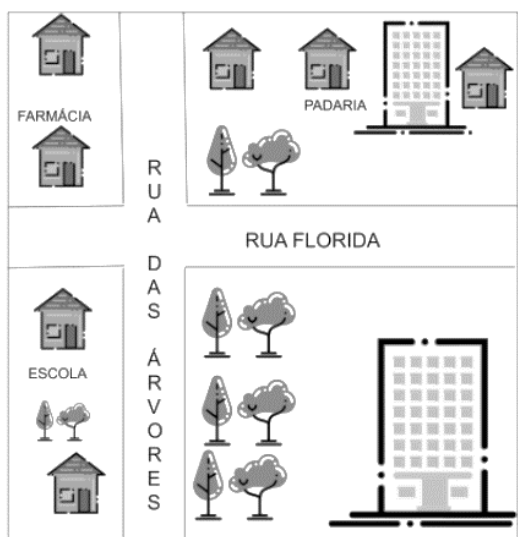 FARMÁCIA
PADARIA
RUA DAS ÁRVORES
RUA FLORIDA
ESCOLA